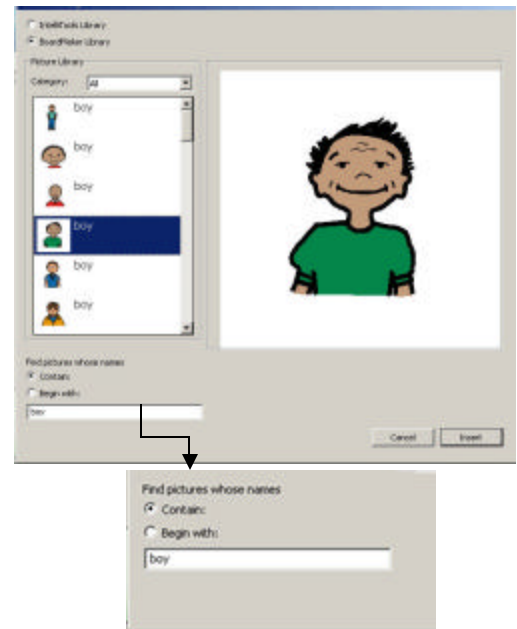 IntelliTools Library
BoardMaker Library
Picture Library
Category: All
boy
boy
boy
boy
boy
boy
Find pictures whose names
Contain:
Begin with:
boy
Cancel Insert
Find pictures whose names
Contain:
Begin with:
boy